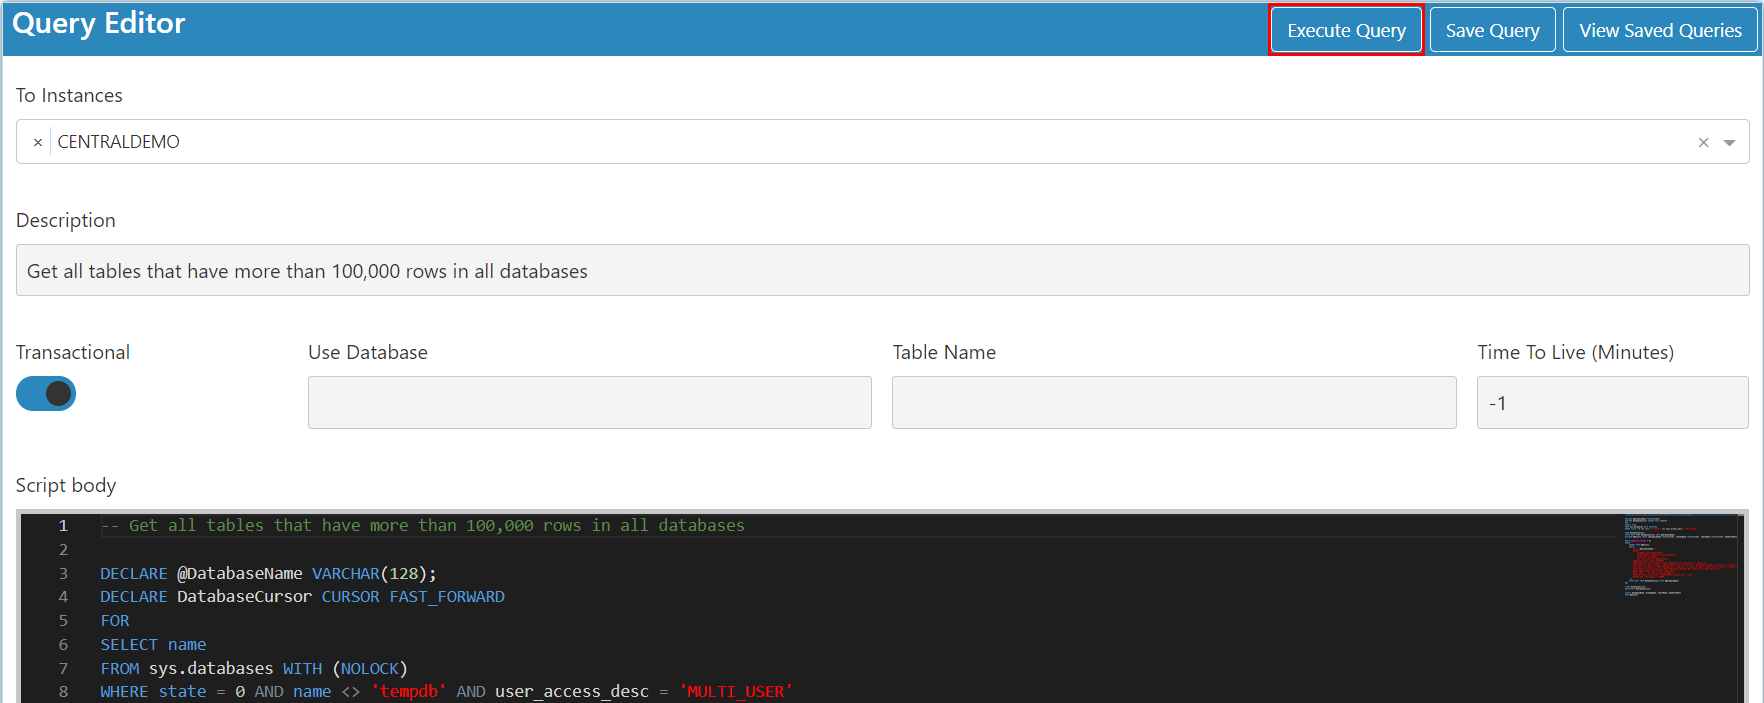 Query Editor
Execute Query
Save Query
View Saved Queries
To Instances
× CENTRALDEMO ×
Description
Get all tables that have more than 100,000 rows in all databases
Transactional
Use Database
Table Name
Time To Live (Minutes)
-1
Script body
1 -- Get all tables that have more than 100,000 rows in all databases
2
3 DECLARE @DatabaseName VARCHAR(128);
4 DECLARE DatabaseCursor CURSOR FAST_FORWARD
5 FOR
6 SELECT name
7 FROM sys.databases WITH (NOLOCK)
8 WHERE state = 0 AND name <> 'tempdb' AND user_access_desc = 'MULTI_USER'